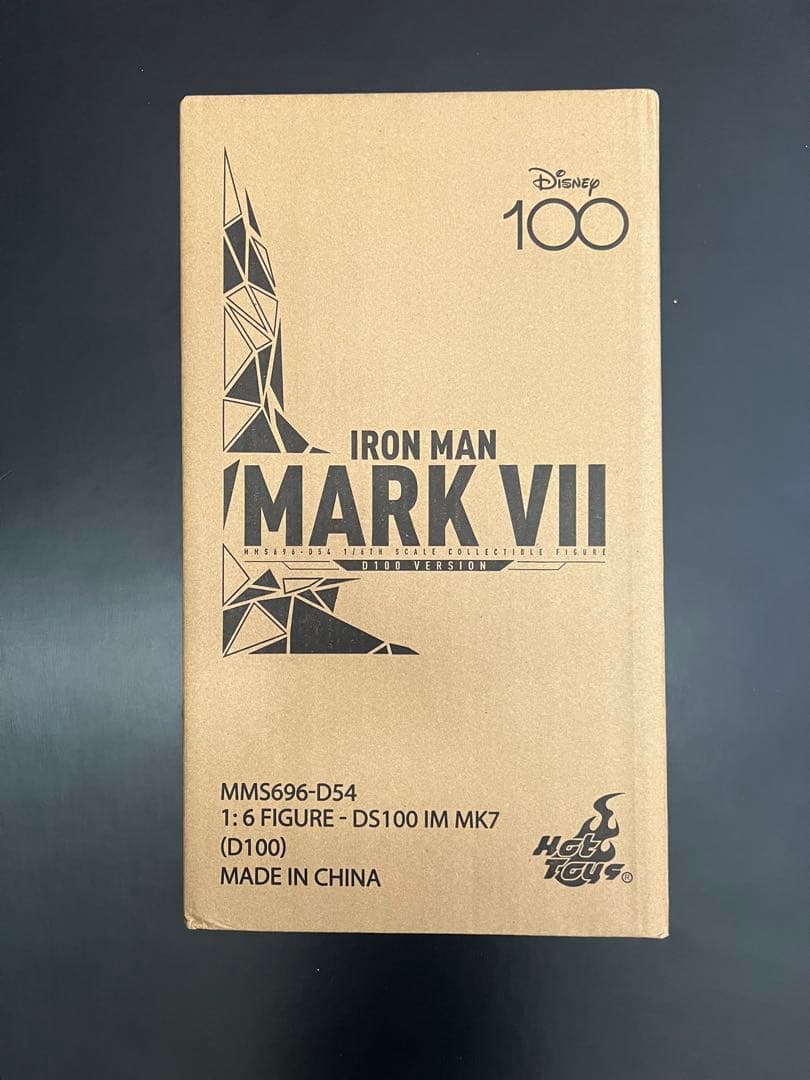 Disney
100
IRON MAN
MARK VII
MMS696-D54 1/6TH SCALE COLLECTIBLE FIGURE
D100 VERSION
MMS696-D54
1: 6 FIGURE - DS100 IM MK7
(D100)
MADE IN CHINA
Hot
Toys®